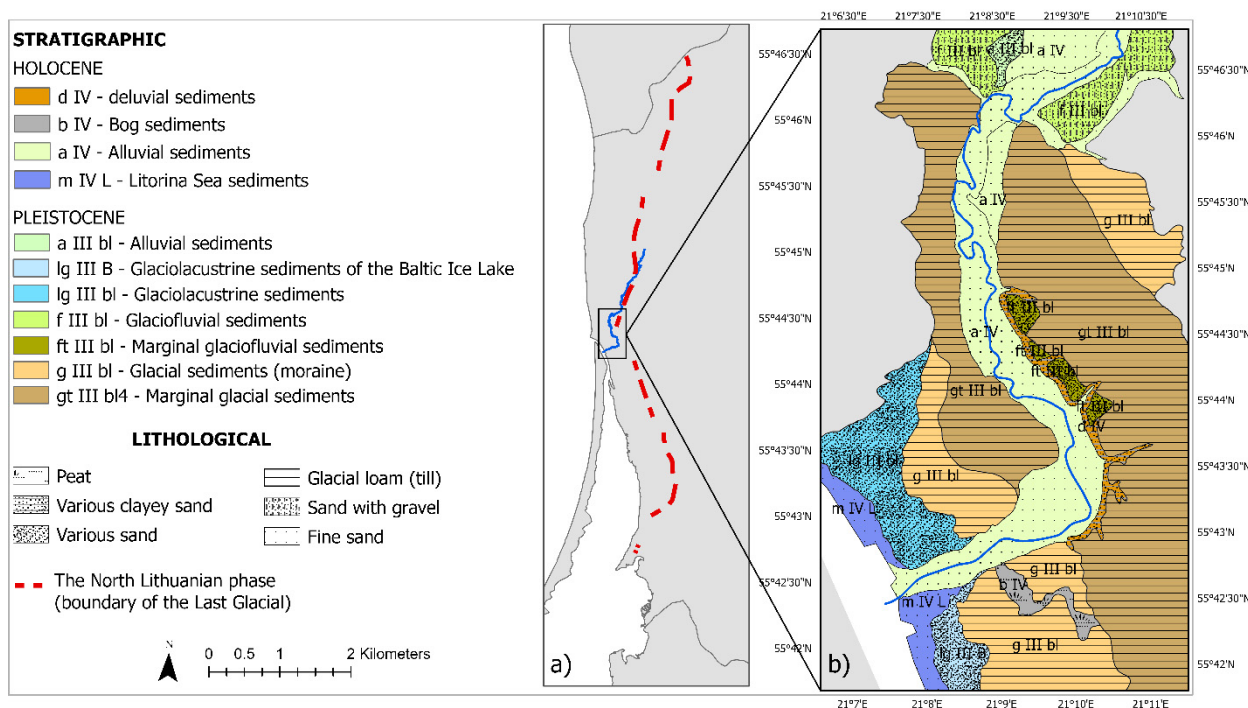 STRATIGRAPHIC
HOLOCENE
d IV - deluvial sediments
b IV - Bog sediments
a IV - Alluvial sediments
m IV L - Litorina Sea sediments
PLEISTOCENE
a III bl - Alluvial sediments
lg III B - Glaciolacustrine sediments of the Baltic Ice Lake
lg III bl - Glaciolacustrine sediments
f III bl - Glaciofluvial sediments
ft III bl - Marginal glaciofluvial sediments
g III bl - Glacial sediments (moraine)
gt III bl4 - Marginal glacial sediments
LITHOLOGICAL
Peat
Various clayey sand
Various sand
Glacial loam (till)
Sand with gravel
Fine sand
The North Lithuanian phase
(boundary of the Last Glacial)
N
0 0.5 1 2 Kilometers
a)
21°6'30"E 21°7'30"E 21°8'30"E 21°9'30"E 21°10'30"E
55°46'30"N
55°46'N
55°45'30"N
55°45'N
55°44'30"N
55°44'N
55°43'30"N
55°43'N
55°42'30"N
55°42'N
f III bl
a III bl
a IV
f III bl
a IV
g III bl
ft III bl
a IV
gt III bl
ft III bl
ft III bl
gt III bl
ft III bl
d IV
lg III bl
g III bl
m IV L
g III bl
b IV
m IV L
g III bl
lg III B
b)
55°46'30"N
55°46'N
55°45'30"N
55°45'N
55°44'30"N
55°44'N
55°43'30"N
55°43'N
55°42'30"N
55°42'N
21°7'E 21°8'E 21°9'E 21°10'E 21°11'E